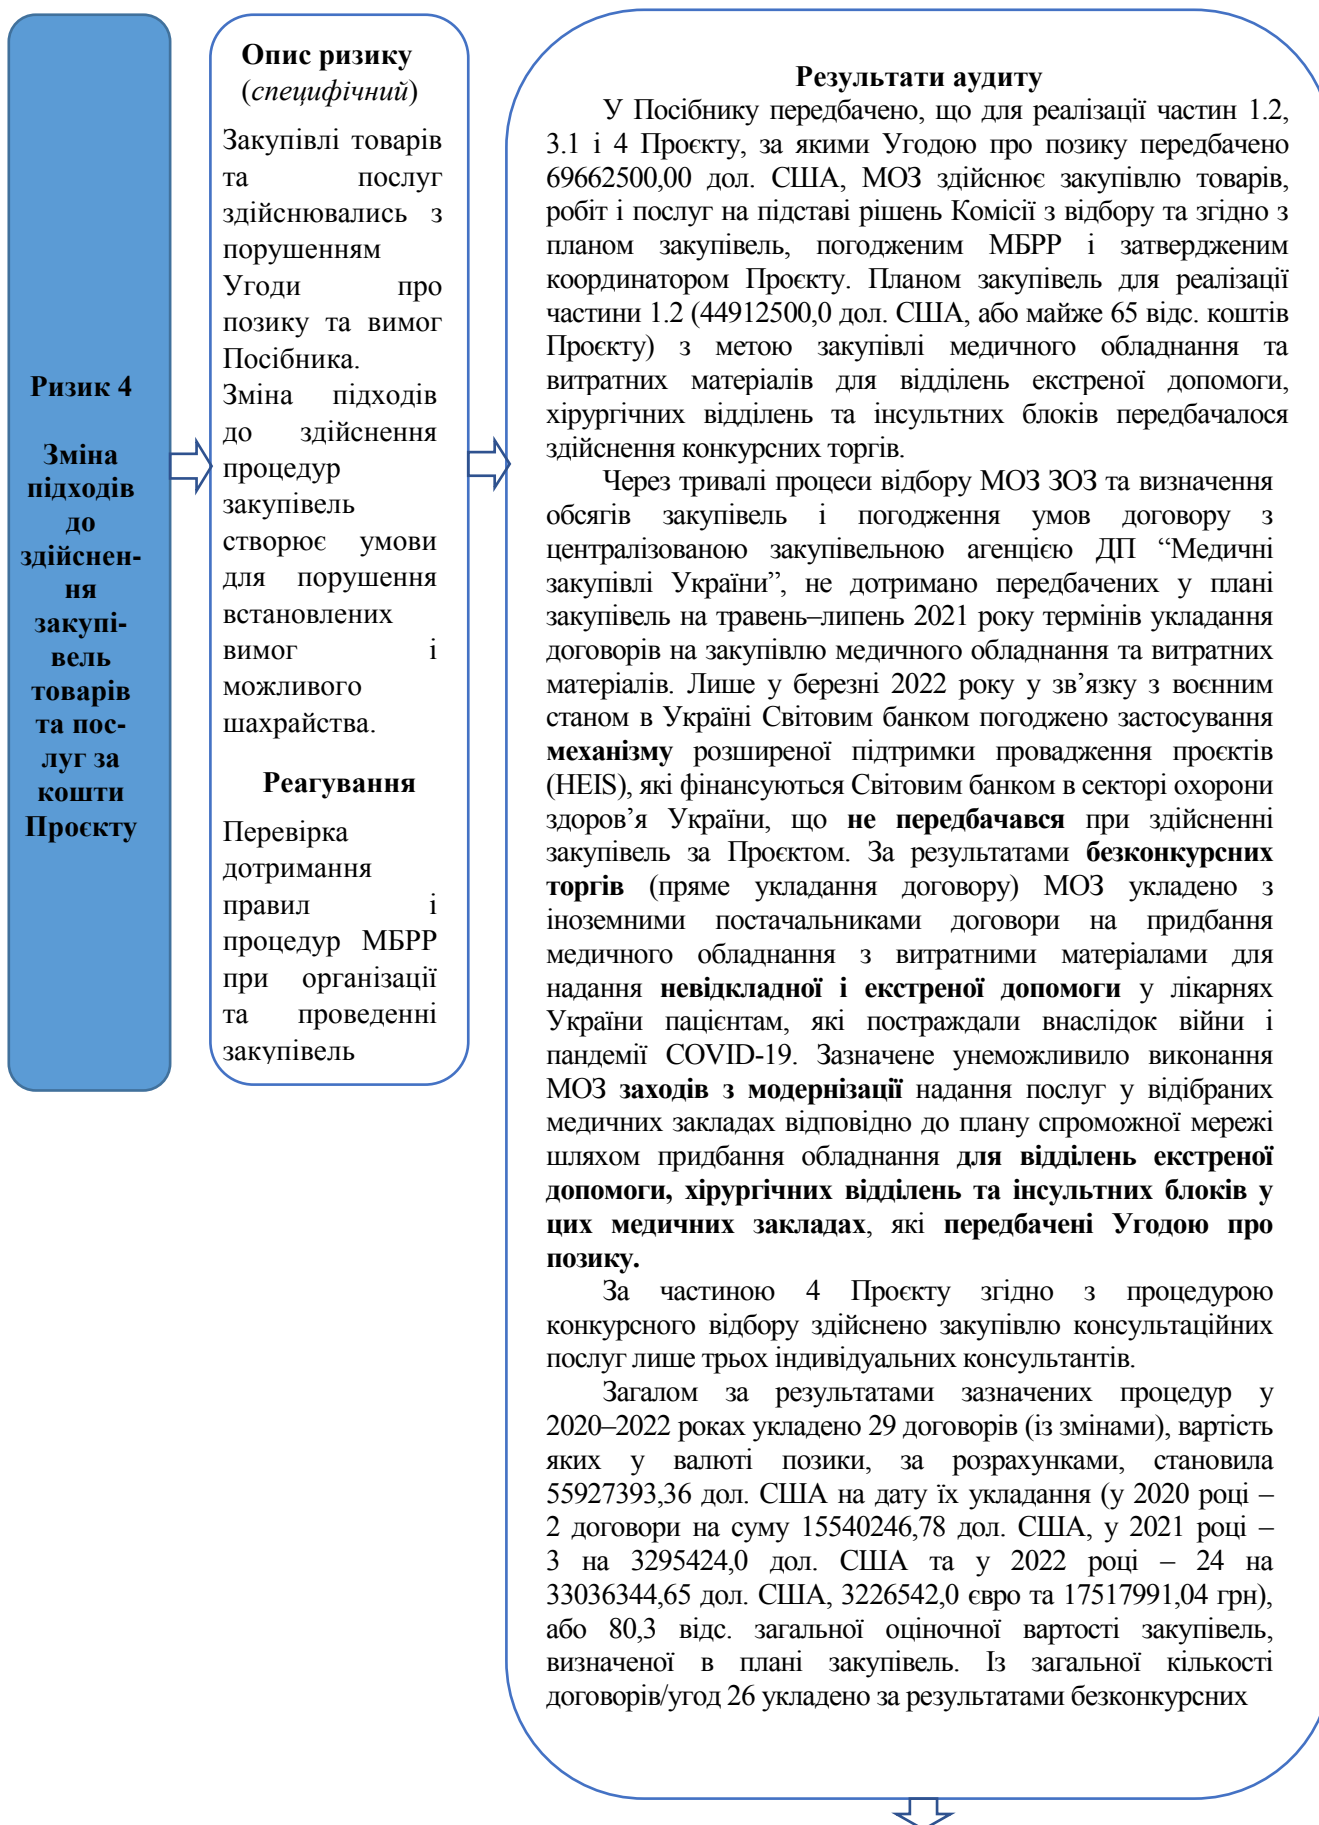 Ризик 4
Зміна
підходів
до
здійснен-
ня
закупі-
вель
товарів
та пос-
луг за
кошти
Проєкту
Опис ризику
(специфічний)
Закупівлі товарів
та послуг
здійснювались з
порушенням
Угоди про
позику та вимог
Посібника.
Зміна підходів
до здійснення
процедур
закупівель
створює умови
для порушення
встановлених
вимог і
можливого
шахрайства.
Реагування
Перевірка
дотримання
правил і
процедур МБРР
при організації
та проведенні
закупівель
Результати аудиту
У Посібнику передбачено, що для реалізації частин 1.2,
3.1 і 4 Проєкту, за якими Угодою про позику передбачено
69662500,00 дол. США, МОЗ здійснює закупівлю товарів,
робіт і послуг на підставі рішень Комісії з відбору та згідно з
планом закупівель, погодженим МБРР і затвердженим
координатором Проєкту. Планом закупівель для реалізації
частини 1.2 (44912500,0 дол. США, або майже 65 відс. коштів
Проєкту) з метою закупівлі медичного обладнання та
витратних матеріалів для відділень екстреної допомоги,
хірургічних відділень та інсультних блоків передбачалося
здійснення конкурсних торгів.
Через тривалі процеси відбору МОЗ ЗОЗ та визначення
обсягів закупівель і погодження умов договору з
централізованою закупівельною агенцією ДП “Медичні
закупівлі України”, не дотримано передбачених у плані
закупівель на травень–липень 2021 року термінів укладання
договорів на закупівлю медичного обладнання та витратних
матеріалів. Лише у березні 2022 року у зв’язку з воєнним
станом в Україні Світовим банком погоджено застосування
механізму розширеної підтримки провадження проєктів
(HEIS), які фінансуються Світовим банком в секторі охорони
здоров’я України, що не передбачався при здійсненні
закупівель за Проєктом. За результатами безконкурсних
торгів (пряме укладання договору) МОЗ укладено з
іноземними постачальниками договори на придбання
медичного обладнання з витратними матеріалами для
надання невідкладної і екстреної допомоги у лікарнях
України пацієнтам, які постраждали внаслідок війни і
пандемії COVID-19. Зазначене унеможливило виконання
МОЗ заходів з модернізації надання послуг у відібраних
медичних закладах відповідно до плану спроможної мережі
шляхом придбання обладнання для відділень екстреної
допомоги, хірургічних відділень та інсультних блоків у
цих медичних закладах, які передбачені Угодою про
позику.
За частиною 4 Проєкту згідно з процедурою
конкурсного відбору здійснено закупівлю консультаційних
послуг лише трьох індивідуальних консультантів.
Загалом за результатами зазначених процедур у
2020–2022 роках укладено 29 договорів (із змінами), вартість
яких у валюті позики, за розрахунками, становила
55927393,36 дол. США на дату їх укладання (у 2020 році –
2 договори на суму 15540246,78 дол. США, у 2021 році –
3 на 3295424,0 дол. США та у 2022 році – 24 на
33036344,65 дол. США, 3226542,0 євро та 17517991,04 грн),
або 80,3 відс. загальної оціночної вартості закупівель,
визначеної в плані закупівель. Із загальної кількості
договорів/угод 26 укладено за результатами безконкурсних